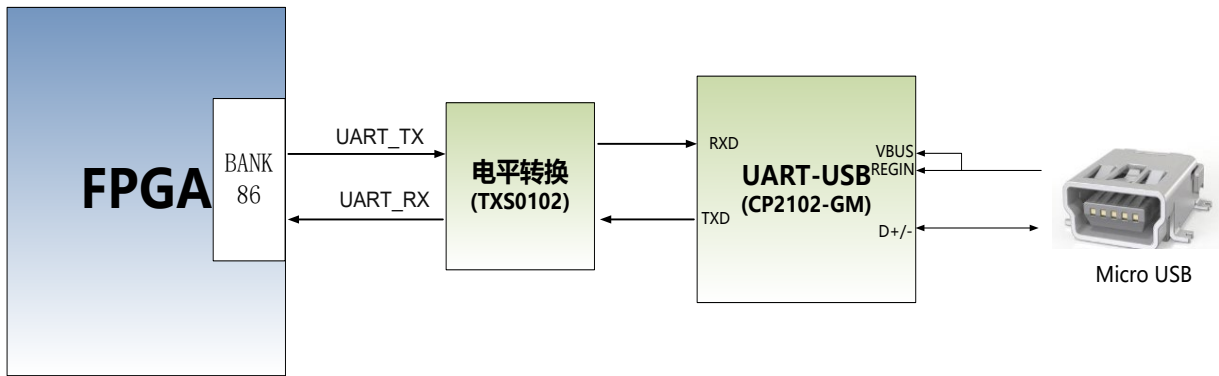 FPGA
BANK
86
UART_TX
UART_RX
电平转换
(TXS0102)
RXD
TXD
UART-USB
(CP2102-GM)
VBUS
REGIN
D+/-
Micro USB